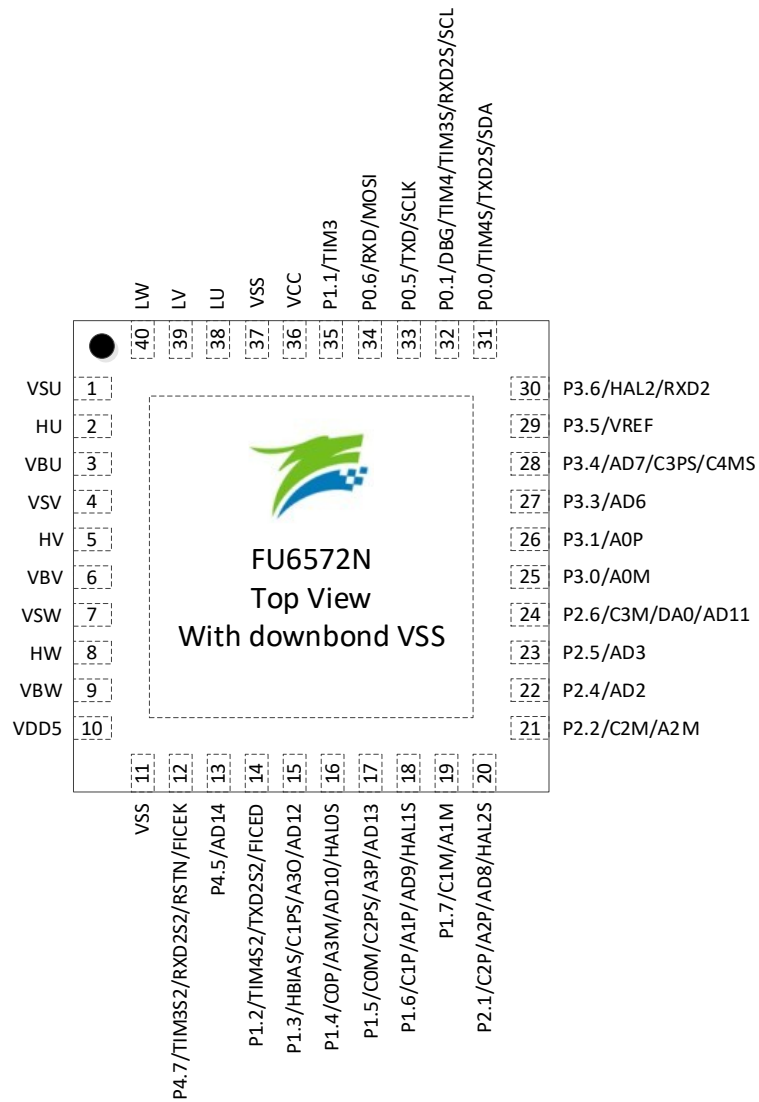 LW
LV
LU
VSS
VCC
P1.1/TIM3
P0.6/RXD/MOSI
P0.5/TXD/SCLK
P0.1/DBG/TIM4/TIM3S/RXD2S/SCL
P0.0/TIM4S/TXD2S/SDA
40
39
38
37
36
35
34
33
32
31
VSU 1
HU 2
VBU 3
VSV 4
HV 5
VBV 6
VSW 7
HW 8
VBW 9
VDD5 10
FU6572N
Top View
With downbond VSS
30 P3.6/HAL2/RXD2
29 P3.5/VREF
28 P3.4/AD7/C3PS/C4MS
27 P3.3/AD6
26 P3.1/A0P
25 P3.0/A0M
24 P2.6/C3M/DA0/AD11
23 P2.5/AD3
22 P2.4/AD2
21 P2.2/C2M/A2M
11
12
13
14
15
16
17
18
19
20
VSS
P4.7/TIM3S2/RXD2S2/RSTN/FICEK
P4.5/AD14
P1.2/TIM4S2/TXD2S2/FICED
P1.3/HBIAS/C1PS/A3O/AD12
P1.4/C0P/A3M/AD10/HAL0S
P1.5/C0M/C2PS/A3P/AD13
P1.6/C1P/A1P/AD9/HAL1S
P1.7/C1M/A1M
P2.1/C2P/A2P/AD8/HAL2S